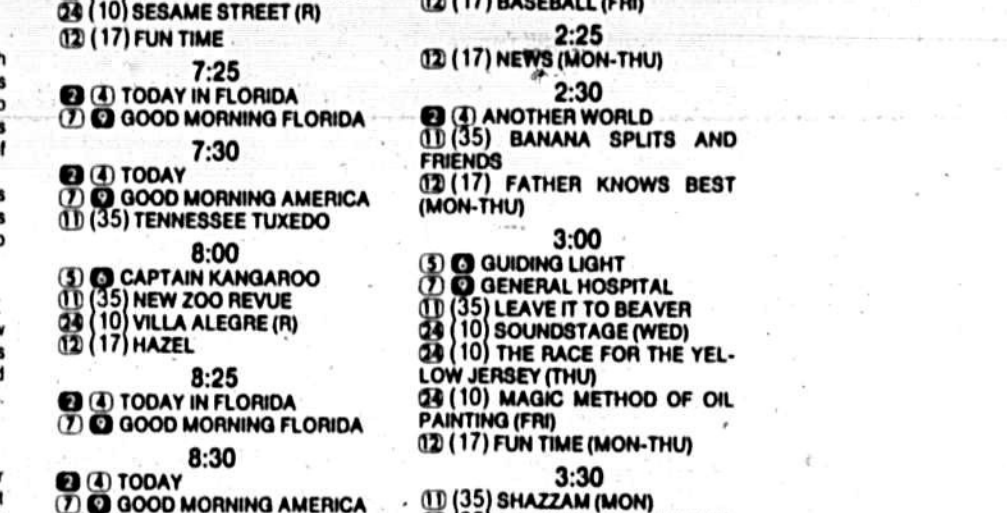 24 (10) SESAME STREET (R)
12 (17) FUN TIME
7:25
2 4 TODAY IN FLORIDA
7 9 GOOD MORNING FLORIDA
7:30
2 4 TODAY
7 9 GOOD MORNING AMERICA
11 (35) TENNESSEE TUXEDO
8:00
5 6 CAPTAIN KANGAROO
11 (35) NEW ZOO REVUE
24 (10) VILLA ALEGRE (R)
12 (17) HAZEL
8:25
2 4 TODAY IN FLORIDA
7 9 GOOD MORNING FLORIDA
8:30
2 4 TODAY
7 9 GOOD MORNING AMERICA
12 (17) BASEBALL (FRI)
2:25
12 (17) NEWS (MON-THU)
2:30
2 4 ANOTHER WORLD
11 (35) BANANA SPLITS AND
FRIENDS
12 (17) FATHER KNOWS BEST
(MON-THU)
3:00
5 6 GUIDING LIGHT
7 9 GENERAL HOSPITAL
11 (35) LEAVE IT TO BEAVER
24 (10) SOUNDSTAGE (WED)
24 (10) THE RACE FOR THE YEL-
LOW JERSEY (THU)
24 (10) MAGIC METHOD OF OIL
PAINTING (FRI)
12 (17) FUN TIME (MON-THU)
3:30
11 (35) SHAZZAM (MON)